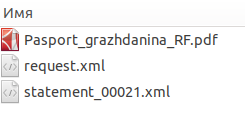 Имя
Pasport_grazhdanina_RF.pdf
request.xml
statement_00021.xml